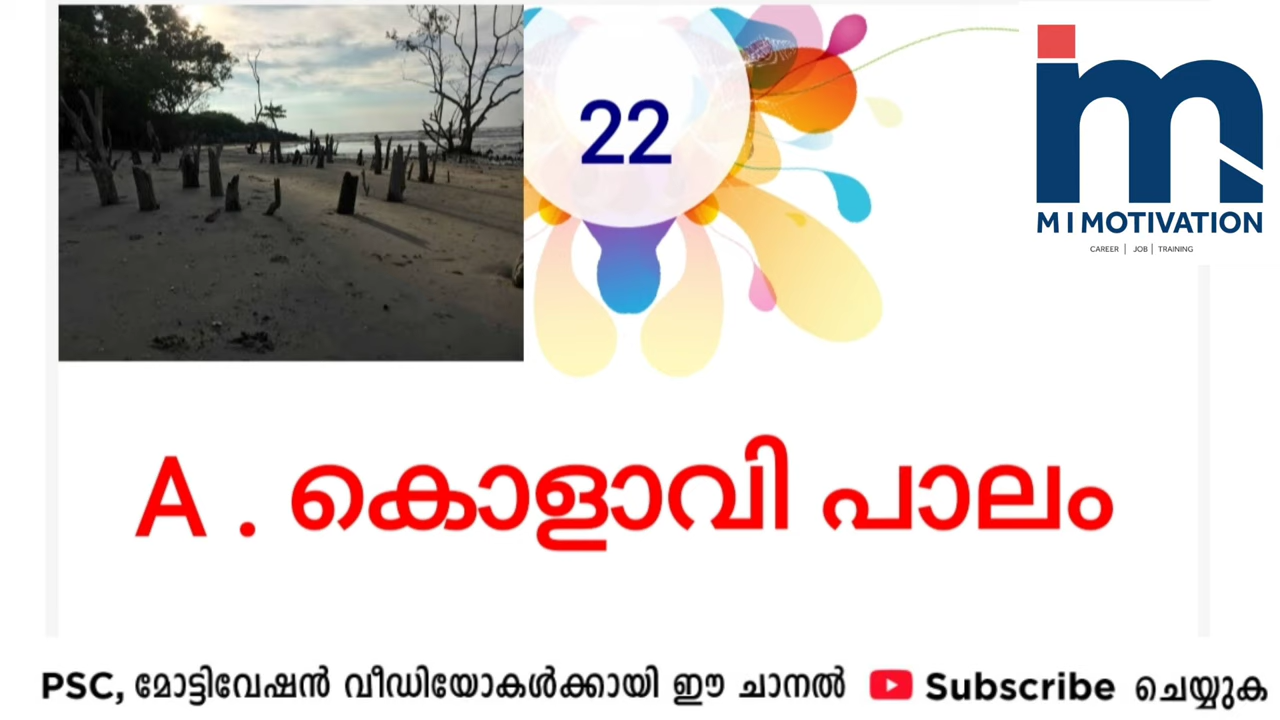 22
M I MOTIVATION
CAREER | JOB | TRAINING
A . കൊളാവി പാലം
PSC, മോട്ടിവേഷൻ വീഡിയോകൾക്കായി ഈ ചാനൽ Subscribe ചെയ്യുക